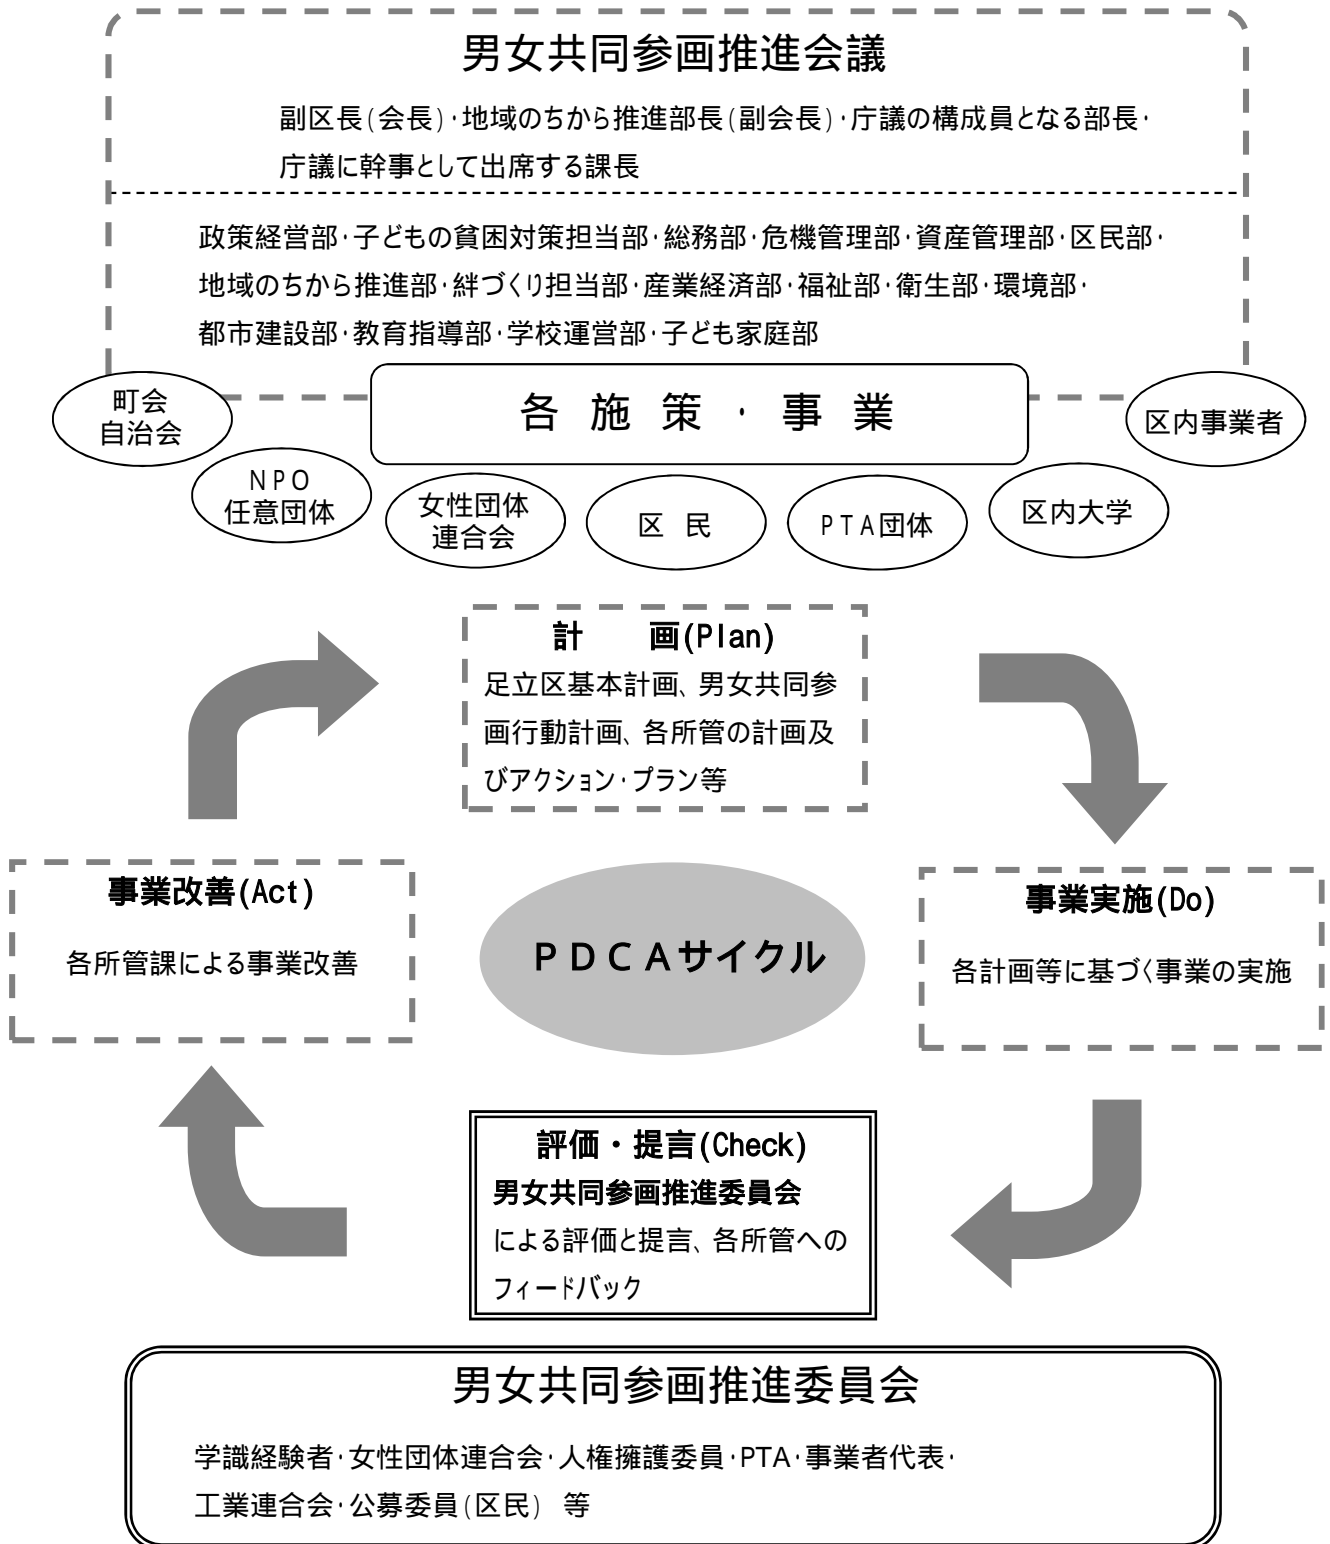 男女共同参画推進会議
副区長(会長)･地域のちから推進部長(副会長)･庁議の構成員となる部長･
庁議に幹事として出席する課長
政策経営部･子どもの貧困対策担当部･総務部･危機管理部･資産管理部･区民部･
地域のちから推進部･絆づくり担当部･産業経済部･福祉部･衛生部･環境部･
都市建設部･教育指導部･学校運営部･子ども家庭部
各 施 策 ･ 事 業
町会
自治会
区内事業者
NPO
任意団体
女性団体
連合会
区 民
PTA団体
区内大学
計　　画(Plan)
足立区基本計画、男女共同参
画行動計画、各所管の計画及
びアクション･プラン等
事業改善(Act)
各所管課による事業改善
PDCAサイクル
事業実施(Do)
各計画等に基づく事業の実施
評価・提言(Check)
男女共同参画推進委員会
による評価と提言、各所管への
フィードバック
男女共同参画推進委員会
学識経験者･女性団体連合会･人権擁護委員･PTA･事業者代表･
工業連合会･公募委員(区民) 等